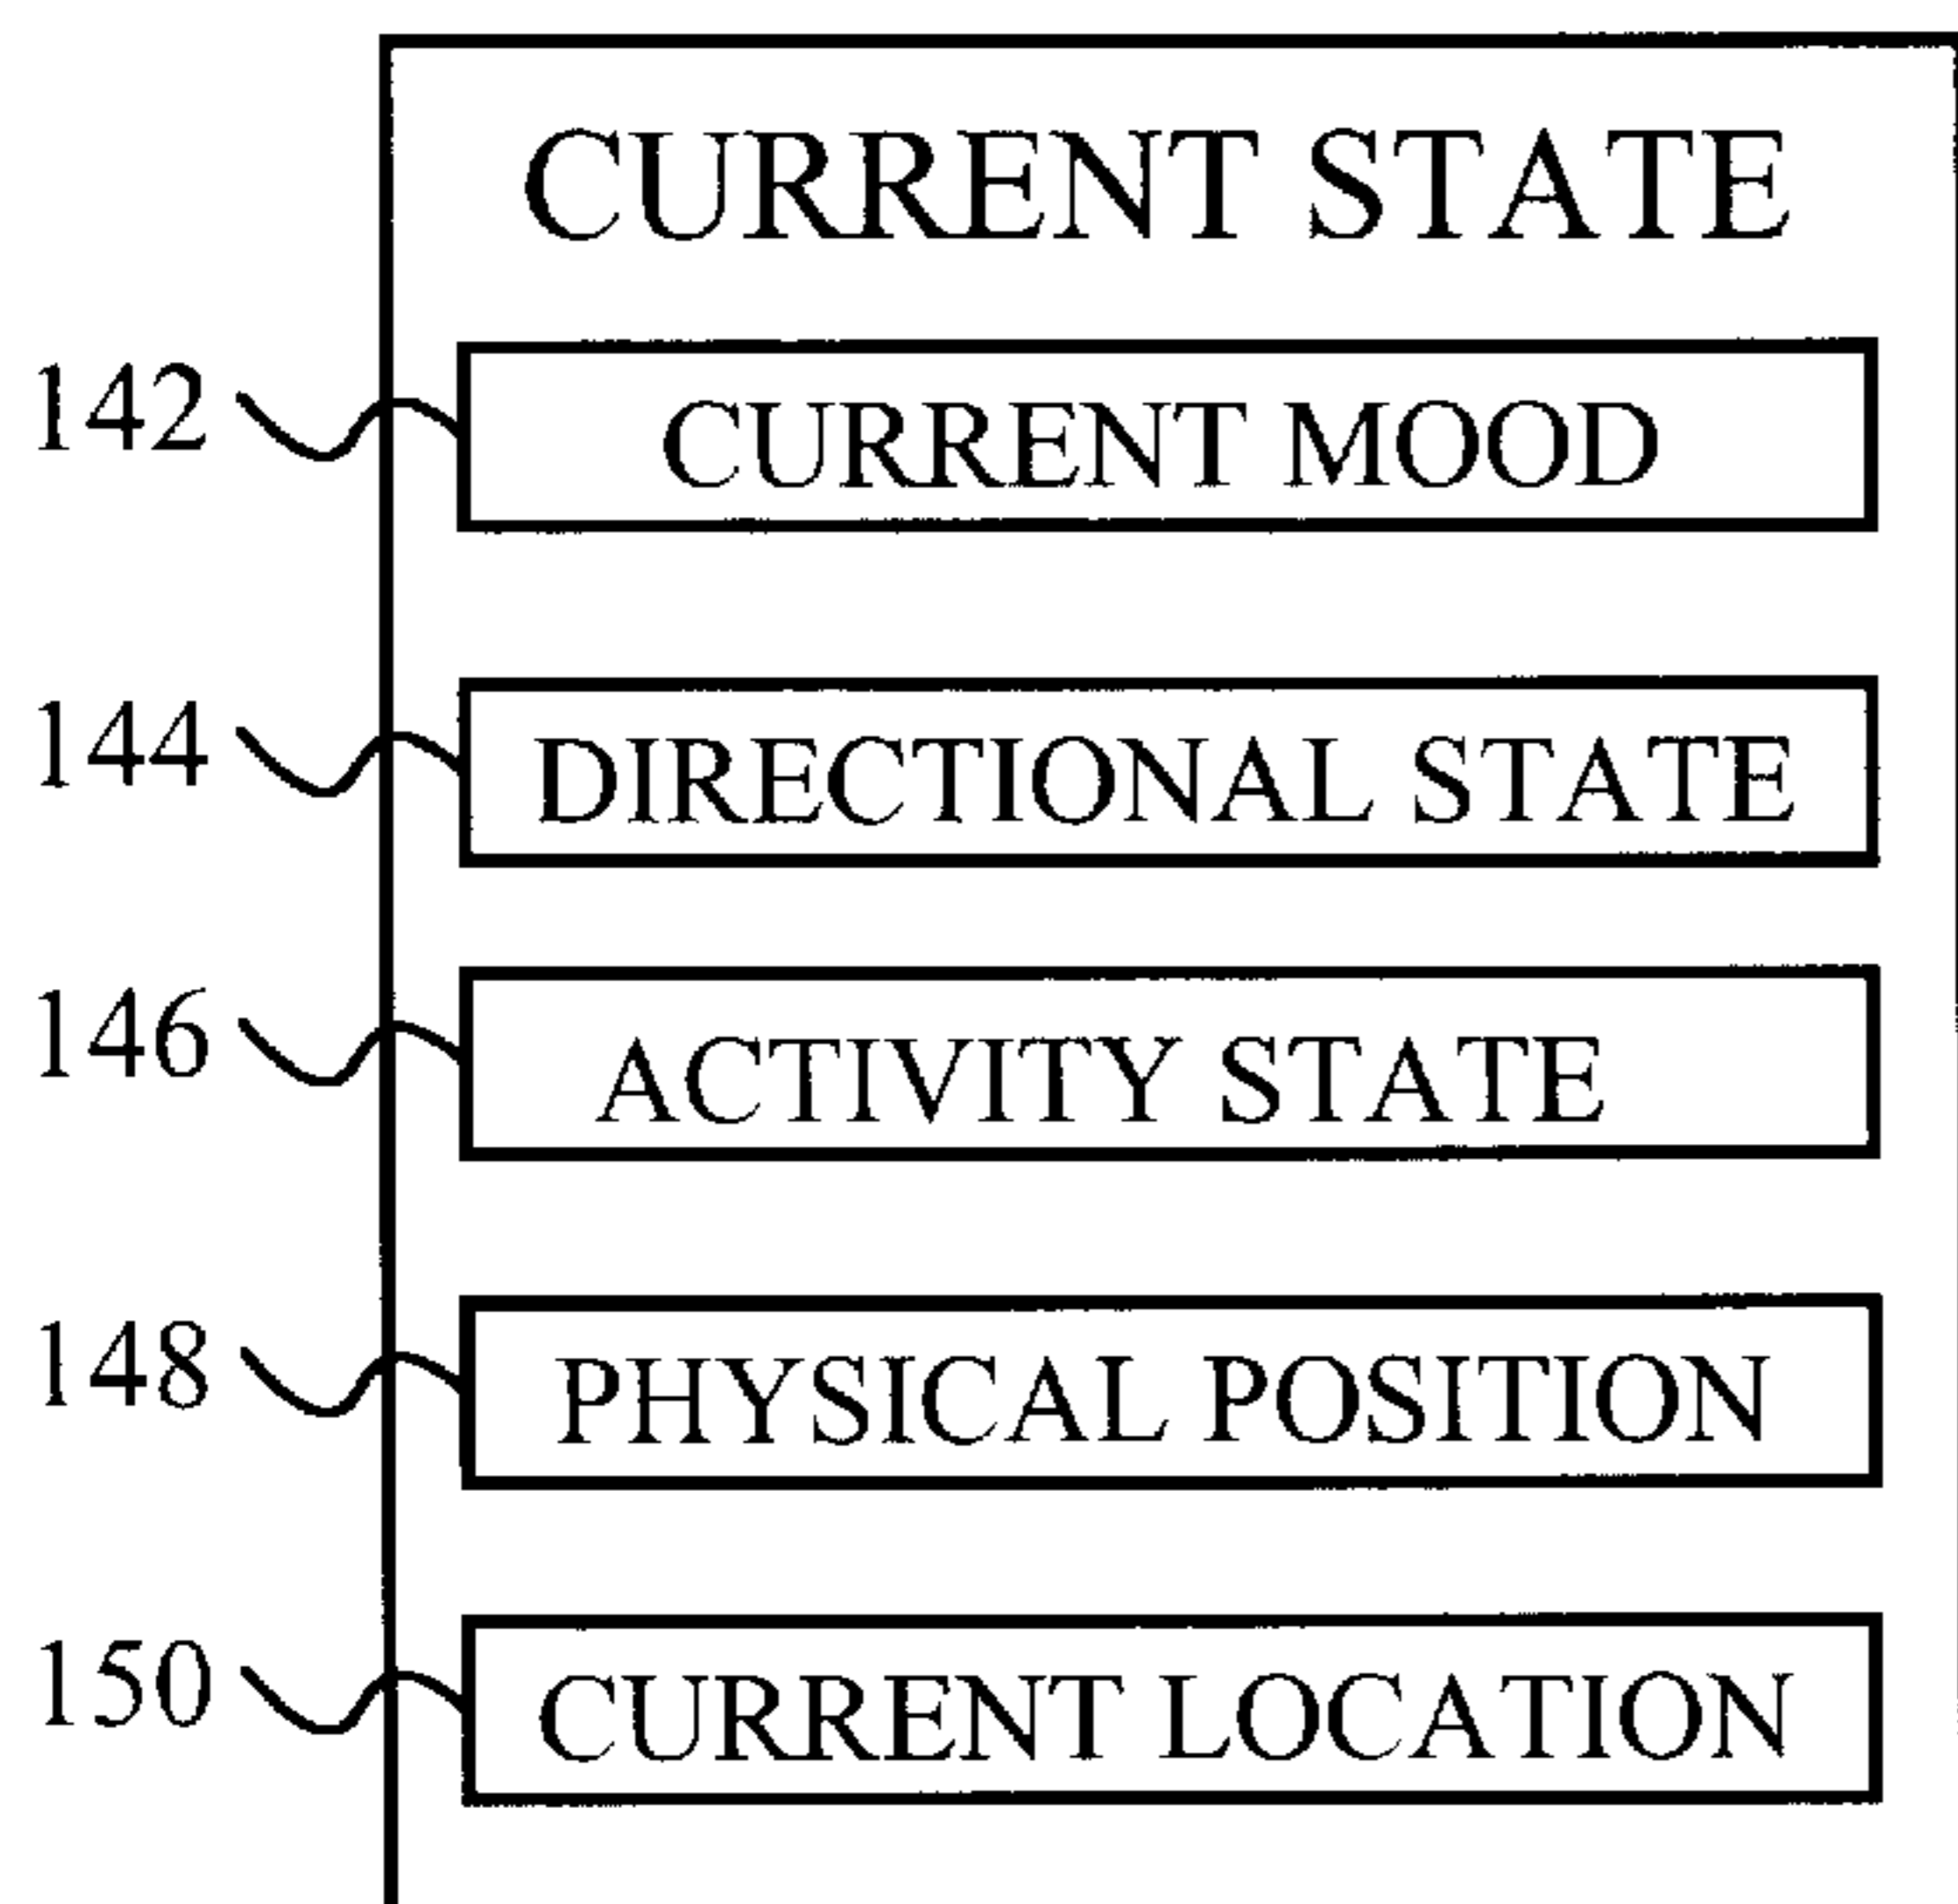 CURRENT STATE
142 CURRENT MOOD
144 DIRECTIONAL STATE
146 ACTIVITY STATE
148 PHYSICAL POSITION
150 CURRENT LOCATION